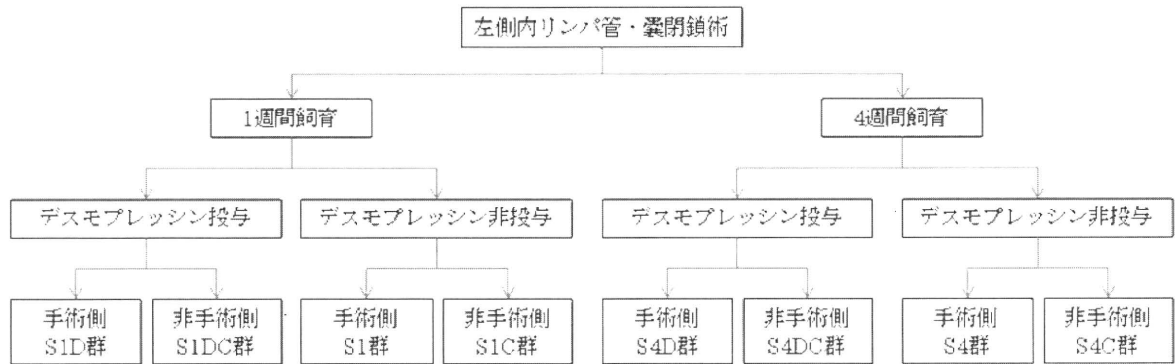 左側内リンパ管・嚢閉鎖術
1週間飼育
4週間飼育
デスモプレッシン投与
デスモプレッシン非投与
デスモプレッシン投与
デスモプレッシン非投与
手術側
S1D群
非手術側
S1DC群
手術側
S1群
非手術側
S1C群
手術側
S4D群
非手術側
S4DC群
手術側
S4群
非手術側
S4C群